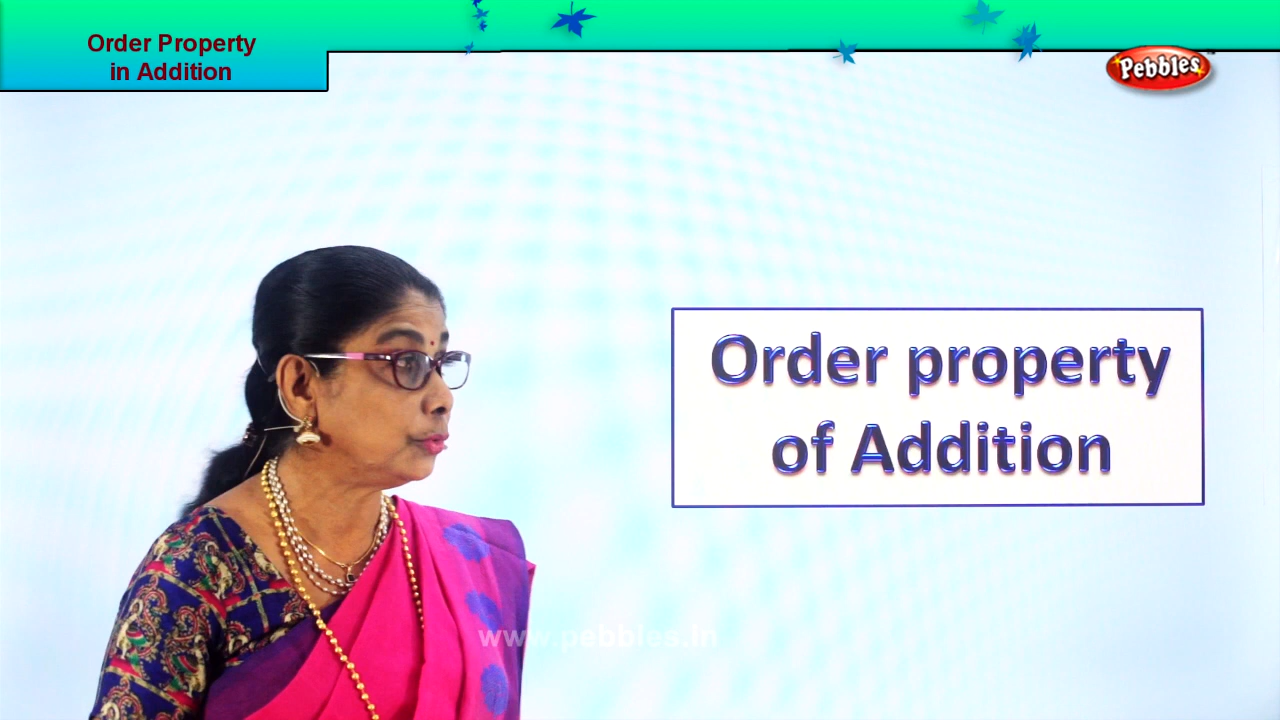 Order Property
in Addition
Pebbles
Order property
of Addition
www.pebbles.in